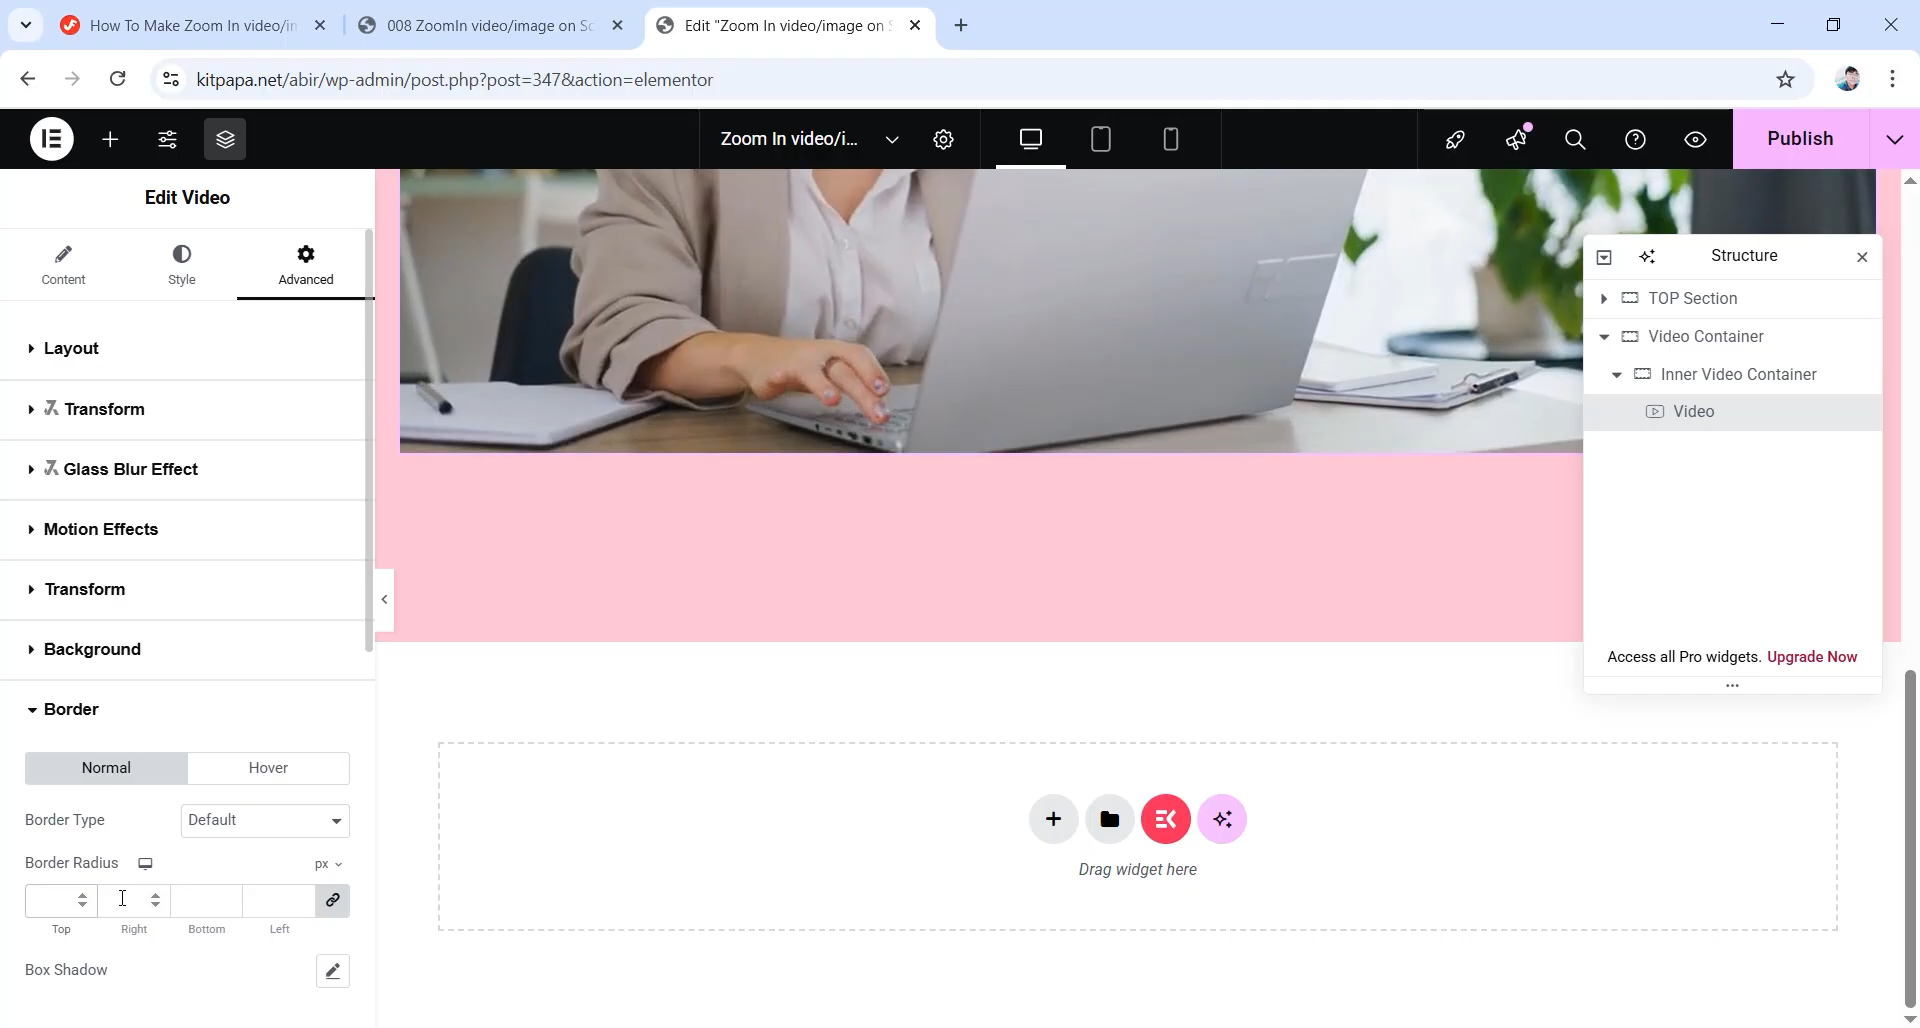 How To Make Zoom In video/in
008 ZoomIn video/image on Sc
Edit "Zoom In video/image on S
kitpapa.net/abir/wp-admin/post.php?post=347&action=elementor
Zoom In video/i...
Publish
Edit Video
Content
Style
Advanced
Layout
Transform
Glass Blur Effect
Motion Effects
Transform
Background
Border
Normal
Hover
Border Type
Default
Border Radius
px
Top
Right
Bottom
Left
Box Shadow
Structure
TOP Section
Video Container
Inner Video Container
Video
Access all Pro widgets. Upgrade Now
Drag widget here